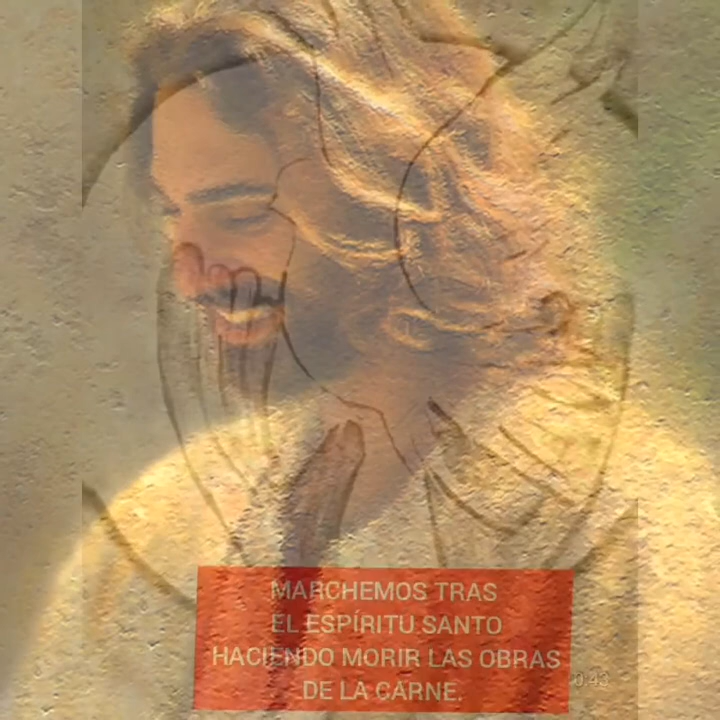 MARCHEMOS TRAS
EL ESPÍRITU SANTO
HACIENDO MORIR LAS OBRAS
DE LA CARNE.
0:43